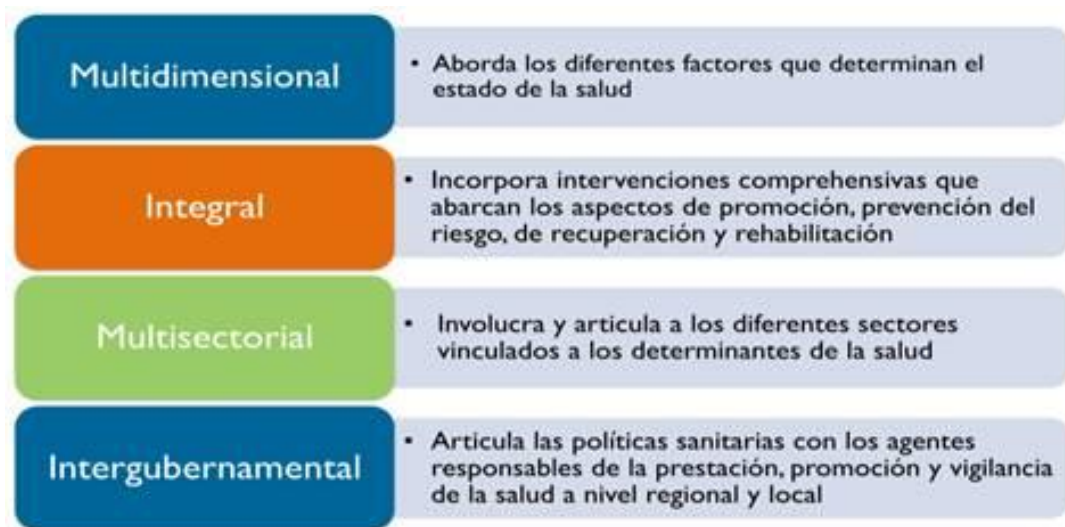 Multidimensional
• Aborda los diferentes factores que determinan el
estado de la salud
Integral
• Incorpora intervenciones comprehensivas que
abarcan los aspectos de promoción, prevención del
riesgo, de recuperación y rehabilitación
Multisectorial
• Involucra y articula a los diferentes sectores
vinculados a los determinantes de la salud
Intergubernamental
• Articula las políticas sanitarias con los agentes
responsables de la prestación, promoción y vigilancia
de la salud a nivel regional y local